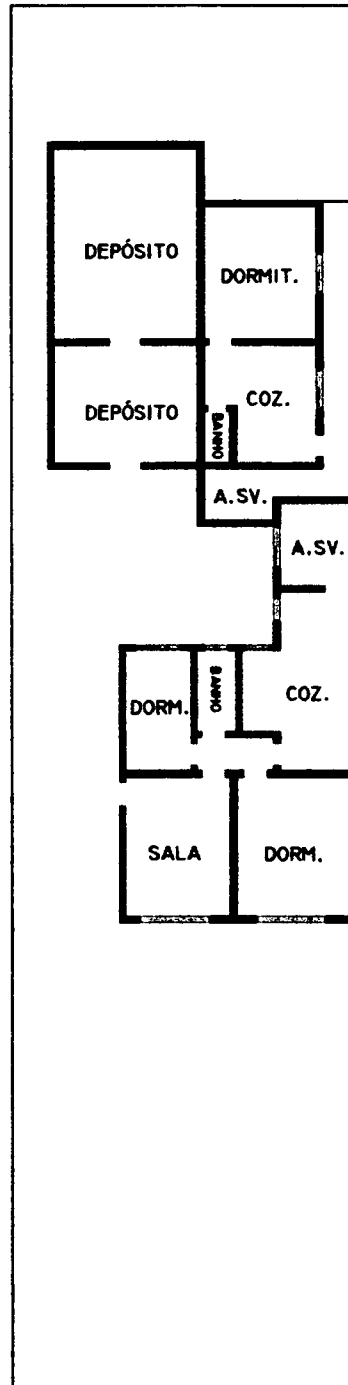 DEPÓSITO
DORMIT.
DEPÓSITO
COZ.
BANHO
A.SV.
A.SV.
DORM.
BANHO
COZ.
SALA
DORM.